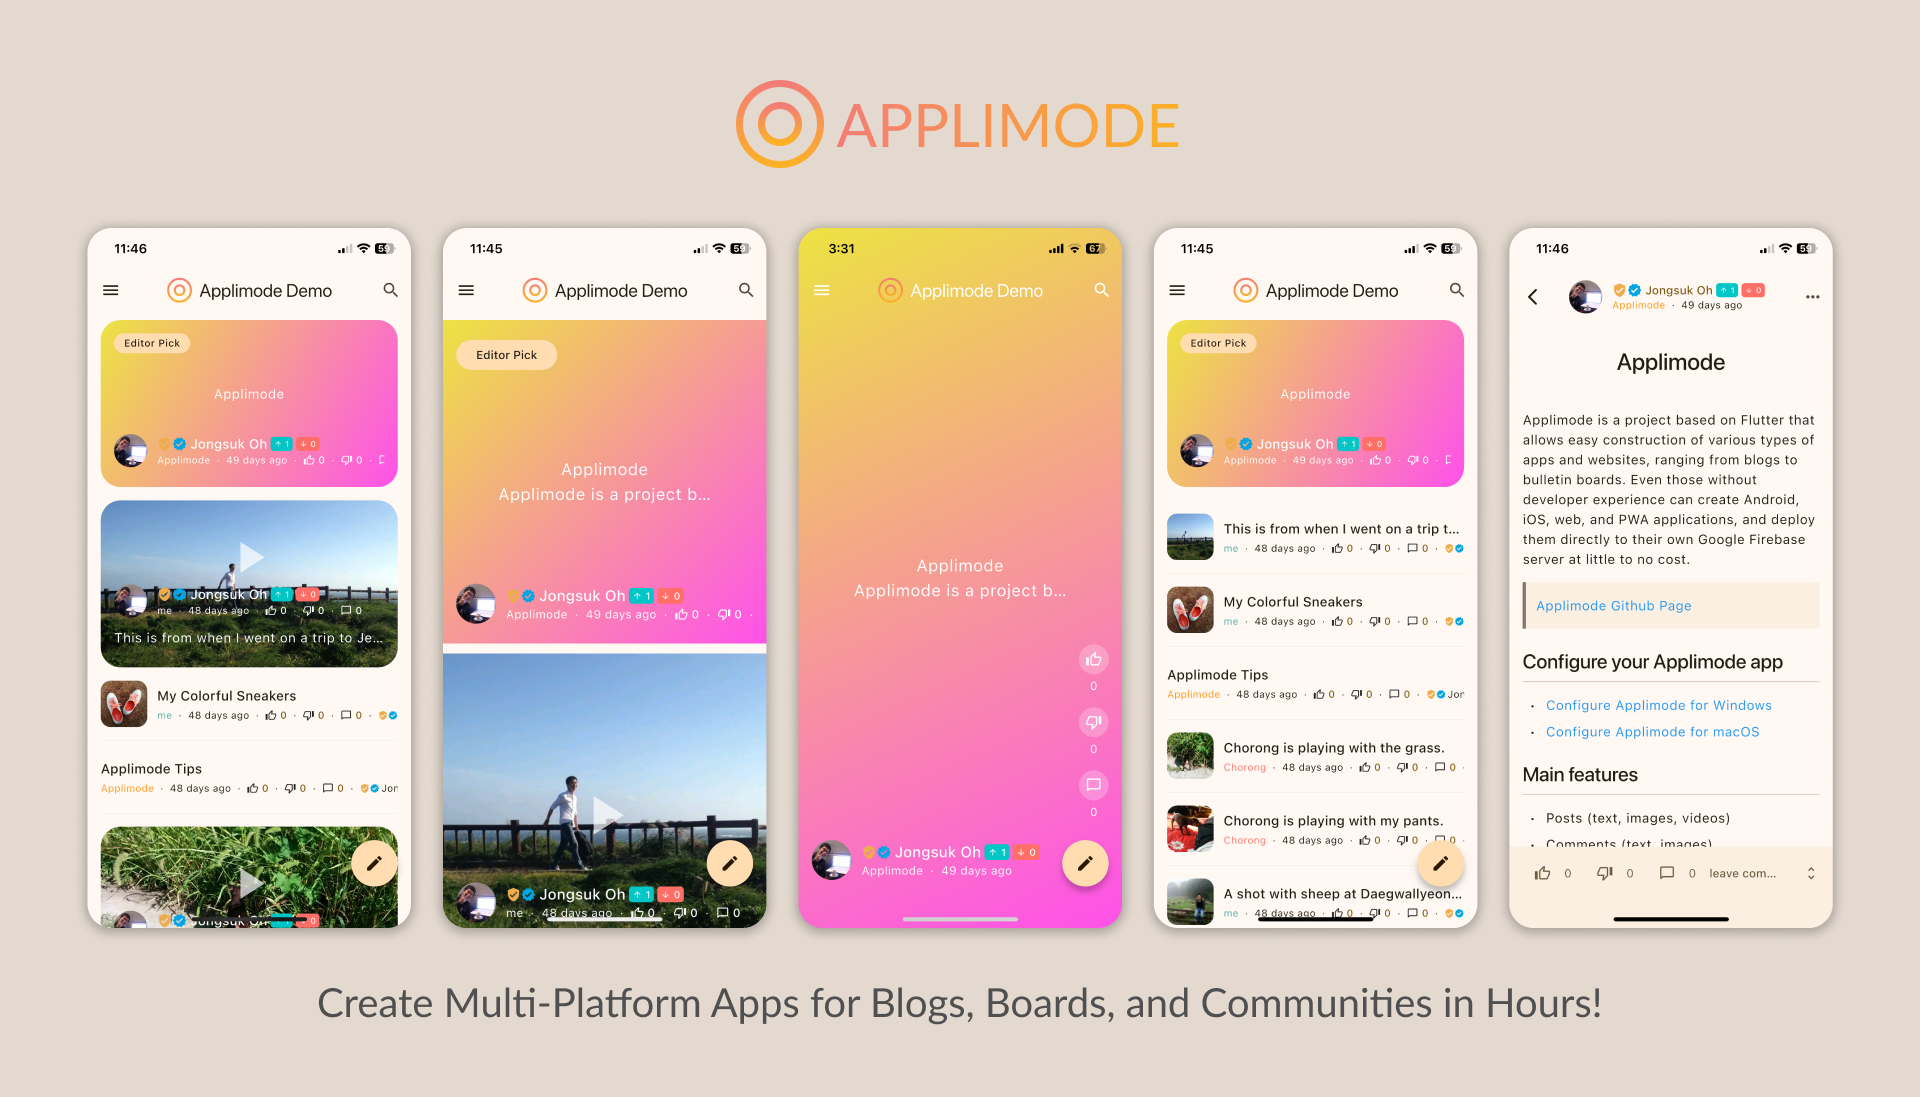 APPLIMODE
11:46
59
Applimode Demo
Editor Pick
Applimode
Jongsuk Oh ↑ 1 ↓ 0
Applimode · 49 days ago · 0 · 0 ·
Jongsuk Oh ↑ 1 ↓ 0
me · 48 days ago · 0 · 0 · 0
This is from when I went on a trip to Je...
My Colorful Sneakers
me · 48 days ago · 0 · 0 · 0 ·
Applimode Tips
Applimode · 48 days ago · 0 · 0 · 0 · Jon
Jongsuk Oh ↑ 1 ↓ 0
11:45
59
Applimode Demo
Editor Pick
Applimode
Applimode is a project b...
Jongsuk Oh ↑ 1 ↓ 0
Applimode · 49 days ago · 0 · 0 ·
Jongsuk Oh ↑ 1 ↓ 0
me · 48 days ago · 0 · 0 · 0
3:31
67
Applimode Demo
Applimode
Applimode is a project b...
0
0
0
Jongsuk Oh ↑ 1 ↓ 0
Applimode · 49 days ago
11:45
59
Applimode Demo
Editor Pick
Applimode
Jongsuk Oh ↑ 1 ↓ 0
Applimode · 49 days ago · 0 · 0 ·
This is from when I went on a trip t...
me · 48 days ago · 0 · 0 · 0 ·
My Colorful Sneakers
me · 48 days ago · 0 · 0 · 0 ·
Applimode Tips
Applimode · 48 days ago · 0 · 0 · 0 · Jon
Chorong is playing with the grass.
Chorong · 48 days ago · 0 · 0 · 0 ·
Chorong is playing with my pants.
Chorong · 48 days ago · 0 · 0 · 0 ·
A shot with sheep at Daegwallyeon...
me · 48 days ago · 0 · 0 · 0 ·
11:46
59
Jongsuk Oh ↑ 1 ↓ 0
Applimode · 49 days ago
Applimode
Applimode is a project based on Flutter that
allows easy construction of various types of
apps and websites, ranging from blogs to
bulletin boards. Even those without
developer experience can create Android,
iOS, web, and PWA applications, and deploy
them directly to their own Google Firebase
server at little to no cost.
Applimode Github Page
Configure your Applimode app
· Configure Applimode for Windows
· Configure Applimode for macOS
Main features
· Posts (text, images, videos)
· Comments (text, images)
0 0 0 leave com...
Create Multi-Platform Apps for Blogs, Boards, and Communities in Hours!